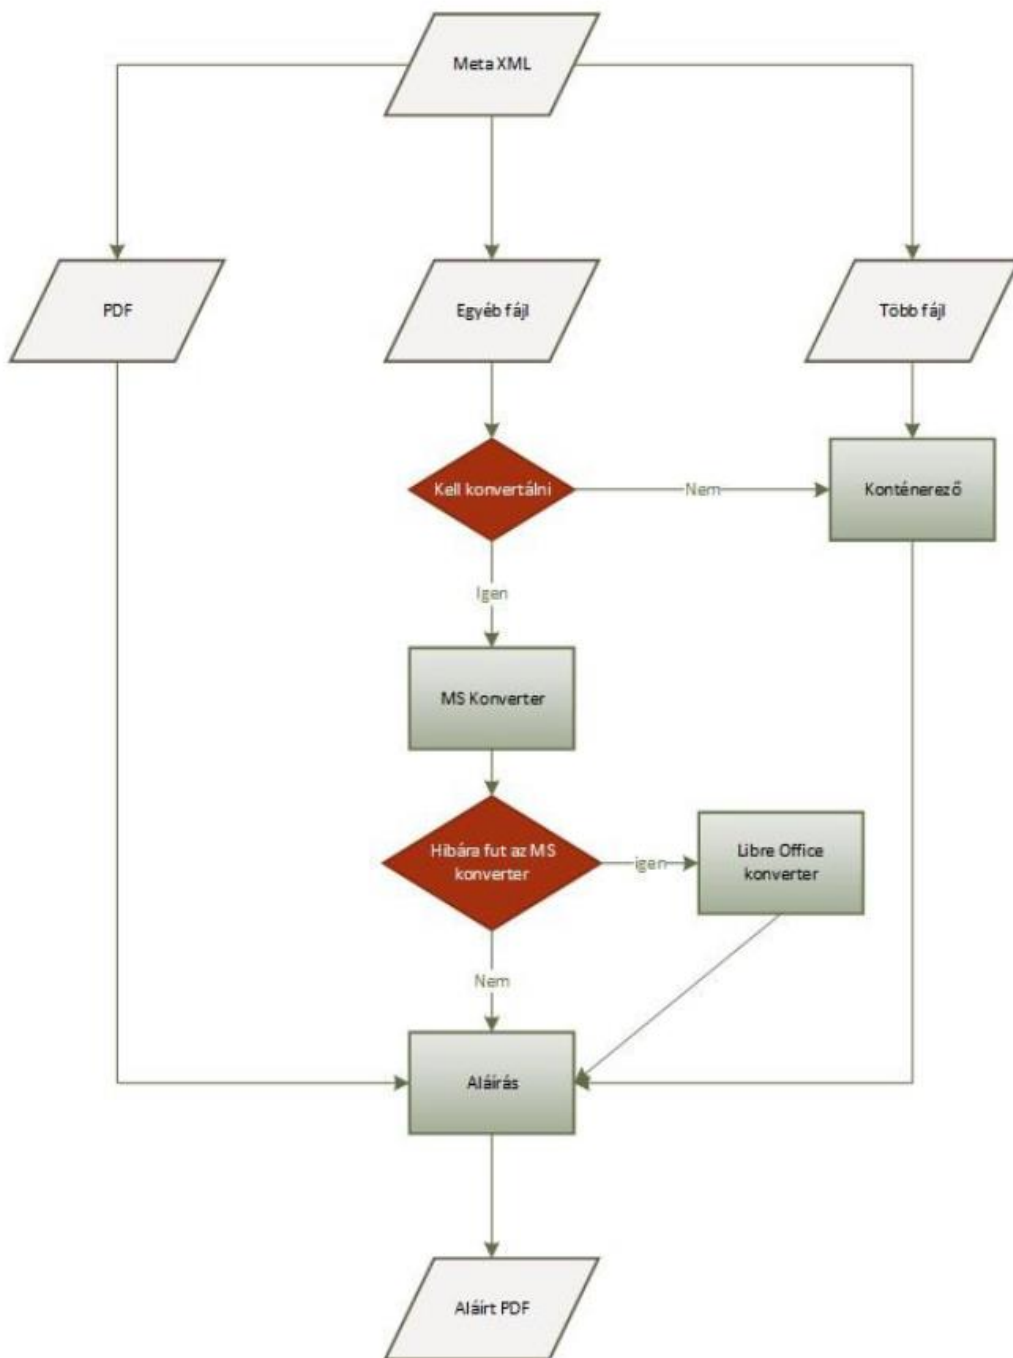 Meta XML
PDF
Egyéb fájl
Több fájl
Kell konvertálni
Nem
Konténerező
Igen
MS Konverter
Hibára fut az MS
konverter
igen
Libre Office
konverter
Nem
Aláírás
Aláírt PDF